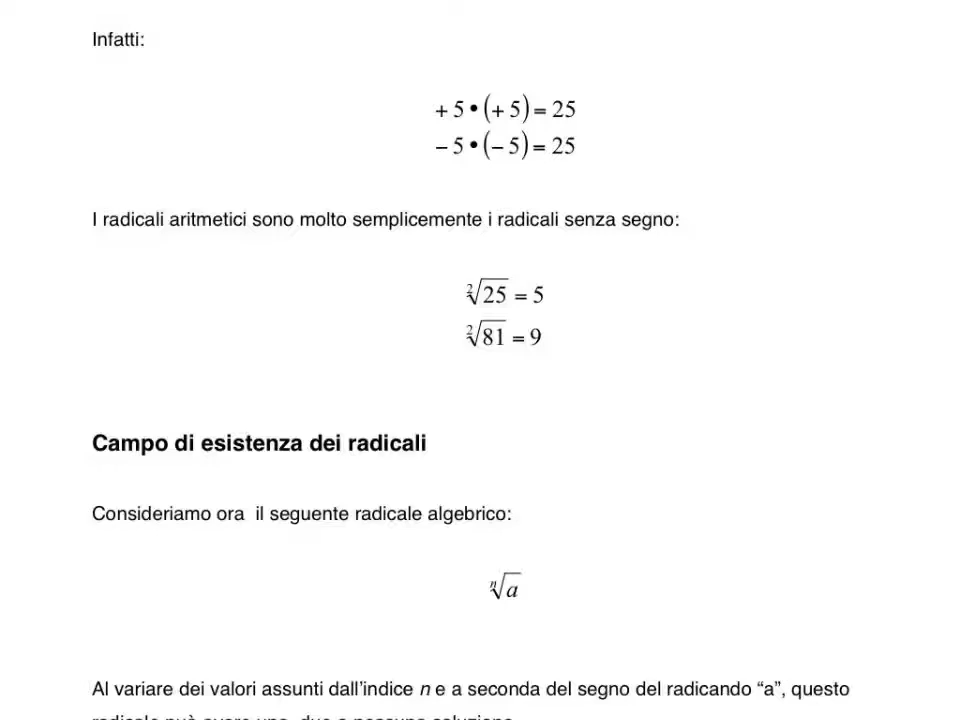 Infatti:
+ 5 • (+ 5) = 25
− 5 • (− 5) = 25
I radicali aritmetici sono molto semplicemente i radicali senza segno:
²√25 = 5
²√81 = 9
Campo di esistenza dei radicali
Consideriamo ora il seguente radicale algebrico:
ⁿ√a
Al variare dei valori assunti dall’indice n e a seconda del segno del radicando “a”, questo